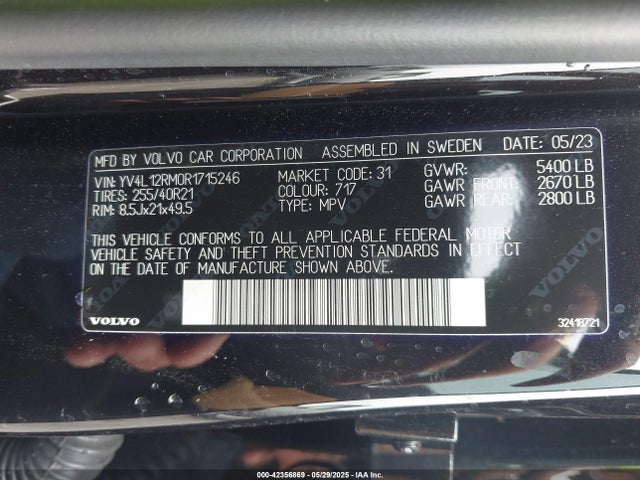 MFD BY VOLVO CAR CORPORATION ASSEMBLED IN SWEDEN DATE: 05/23
VIN: YV4L12RM0R1715246 MARKET CODE: 31 GVWR: 5400 LB
TIRES: 255/40R21 COLOUR: 717 GAWR FRONT: 2670 LB
RIM: 8.5Jx21x49.5 TYPE: MPV GAWR REAR: 2800 LB
THIS VEHICLE CONFORMS TO ALL APPLICABLE FEDERAL MOTOR
VEHICLE SAFETY AND THEFT PREVENTION STANDARDS IN EFFECT
ON THE DATE OF MANUFACTURE SHOWN ABOVE.
VOLVO 32418721
000-42356869 05/29/2025 IAA, Inc.